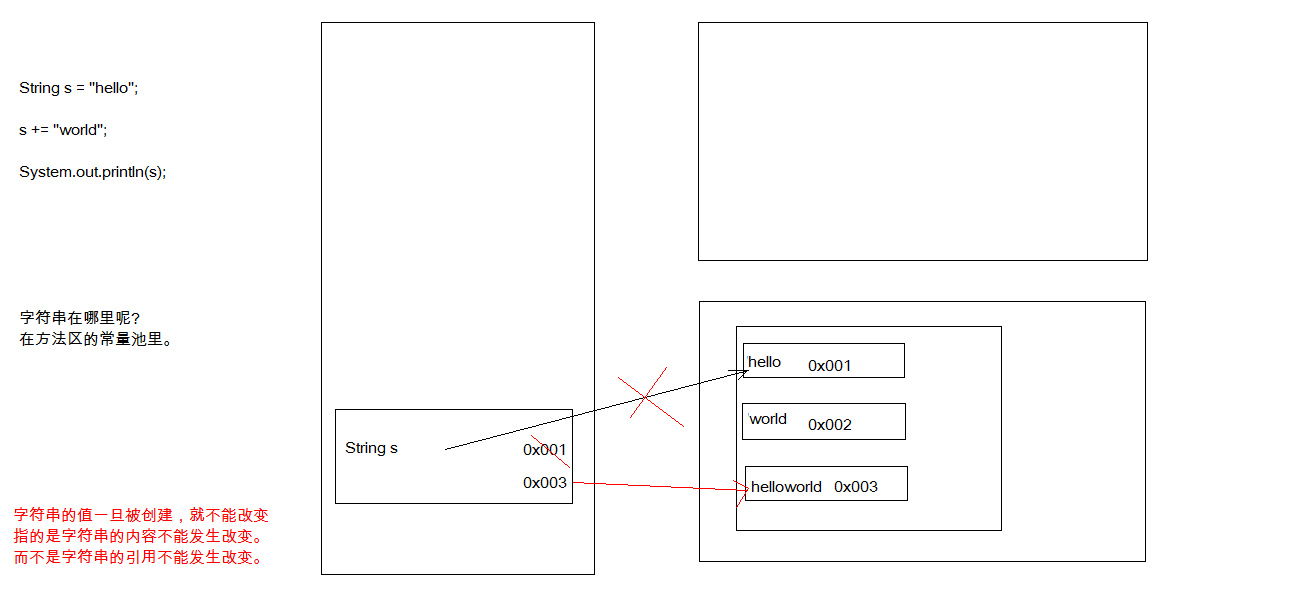 String s = "hello";
s += "world";
System.out.println(s);
字符串在哪里呢?
在方法区的常量池里。
字符串的值一旦被创建，就不能改变
指的是字符串的内容不能发生改变。
而不是字符串的引用不能发生改变。
String s 0x001
0x003
hello 0x001
world 0x002
helloworld 0x003